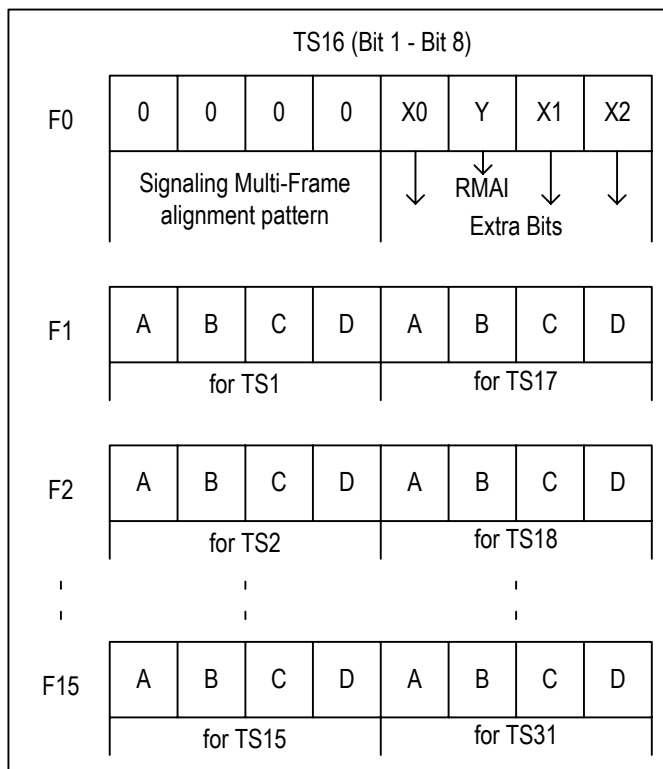 TS16 (Bit 1 - Bit 8)
F0 0 0 0 0 X0 Y X1 X2
Signaling Multi-Frame
alignment pattern
RMAI
Extra Bits
F1 A B C D A B C D
for TS1 for TS17
F2 A B C D A B C D
for TS2 for TS18
F15 A B C D A B C D
for TS15 for TS31